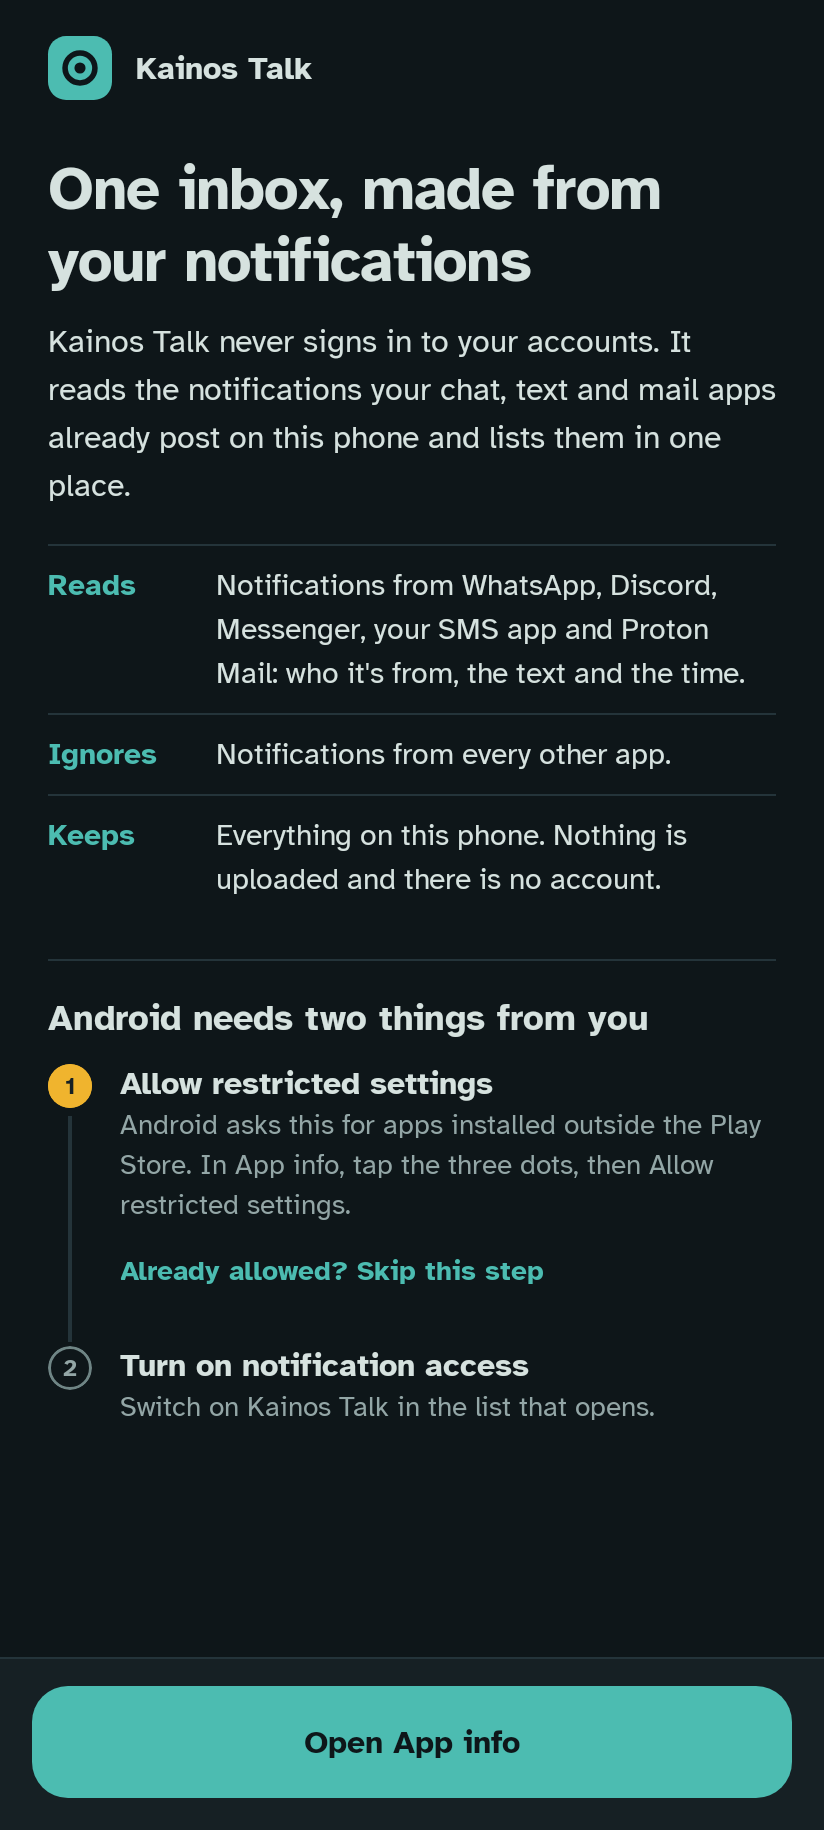 Kainos Talk
One inbox, made from
your notifications
Kainos Talk never signs in to your accounts. It
reads the notifications your chat, text and mail apps
already post on this phone and lists them in one
place.
Reads
Notifications from WhatsApp, Discord,
Messenger, your SMS app and Proton
Mail: who it's from, the text and the time.
Ignores
Notifications from every other app.
Keeps
Everything on this phone. Nothing is
uploaded and there is no account.
Android needs two things from you
1
Allow restricted settings
Android asks this for apps installed outside the Play
Store. In App info, tap the three dots, then Allow
restricted settings.
Already allowed? Skip this step
2
Turn on notification access
Switch on Kainos Talk in the list that opens.
Open App info